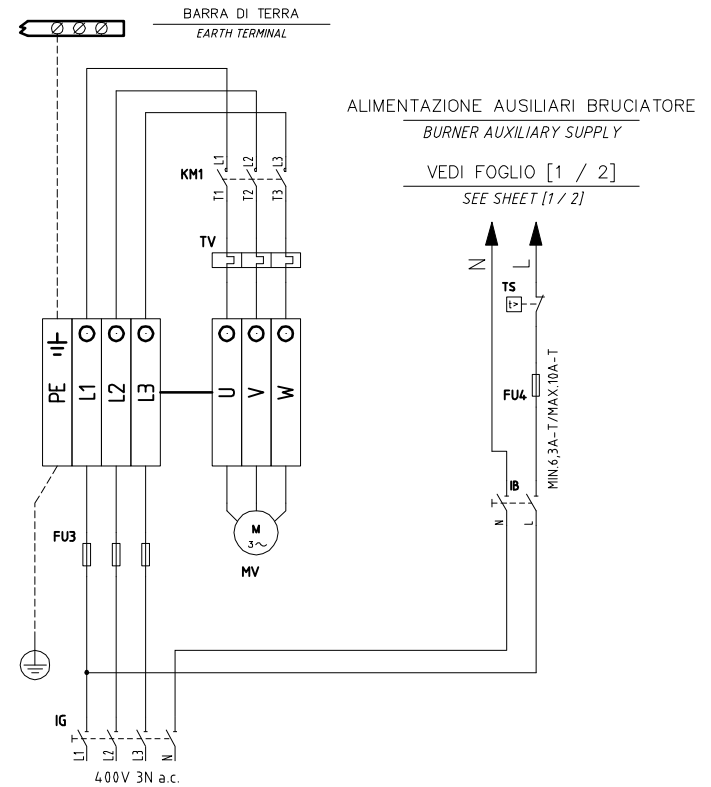 BARRA DI TERRA
EARTH TERMINAL
ALIMENTAZIONE AUSILIARI BRUCIATORE
BURNER AUXILIARY SUPPLY
VEDI FOGLIO [1 / 2]
SEE SHEET [1 / 2]
L1 L2 L3
KM1
T1 T2 T3
TV
N L
TS
t>
PE L1 L2 L3 U V W
FU4
MIN.6,3A-T/MAX.10A-T
IB
N L
FU3
M
3~
MV
IG
L1 L2 L3 N
400V 3N a.c.